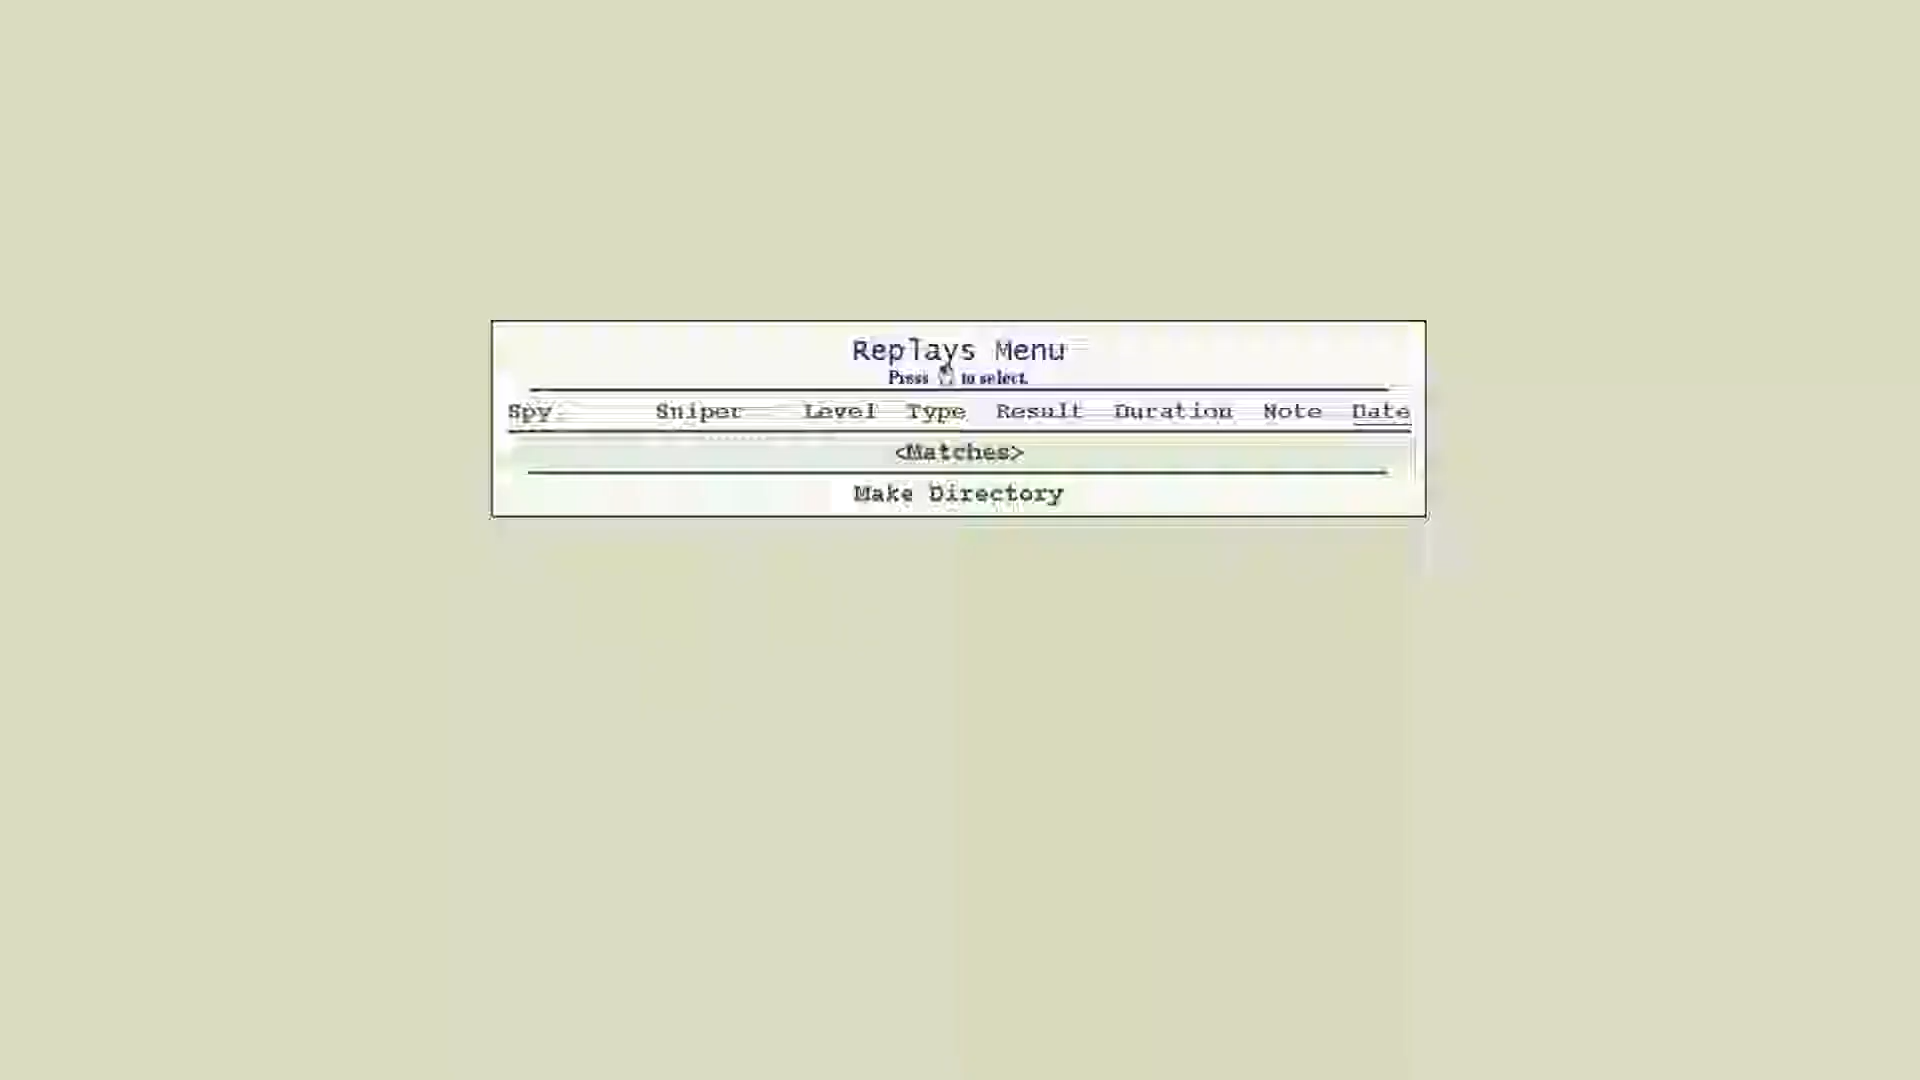 Replays Menu
Press to select.
Spy Sniper Level Type Result Duration Note Date
<Matches>
Make Directory